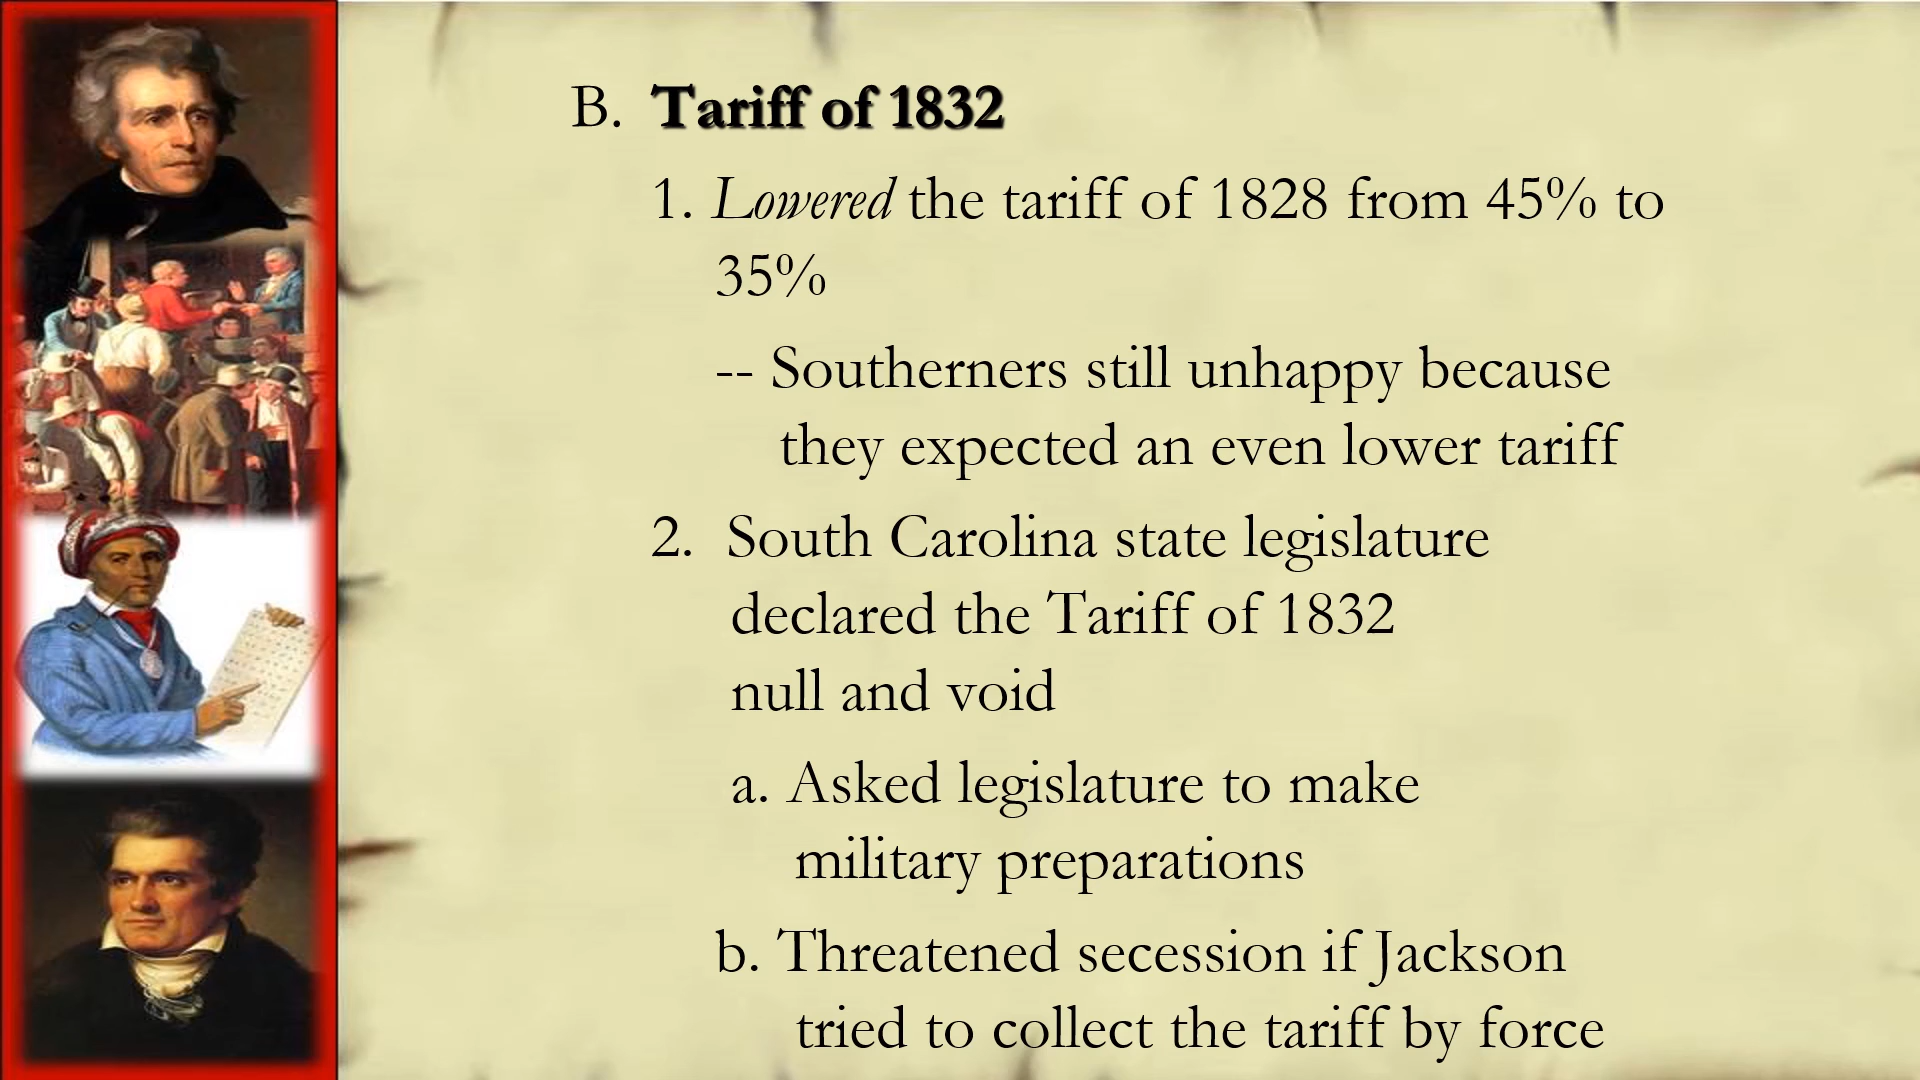 B. Tariff of 1832
1. Lowered the tariff of 1828 from 45% to
35%
-- Southerners still unhappy because
they expected an even lower tariff
2. South Carolina state legislature
declared the Tariff of 1832
null and void
a. Asked legislature to make
military preparations
b. Threatened secession if Jackson
tried to collect the tariff by force